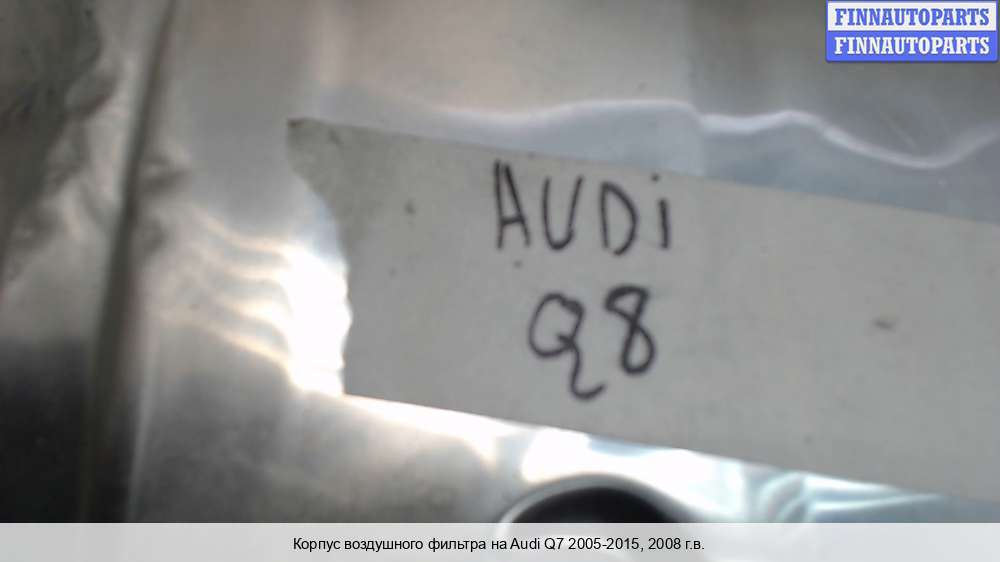 FINNAUTOPARTS
FINNAUTOPARTS
AUDi
Q8
Корпус воздушного фильтра на Audi Q7 2005-2015, 2008 г.в.